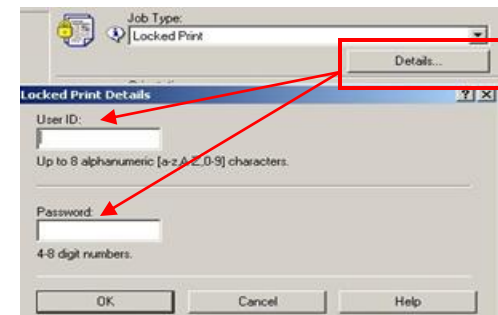 Job Type:
Locked Print
Details...
Locked Print Details
User ID:
Up to 8 alphanumeric [a-z,A-Z,0-9] characters.
Password:
4-8 digit numbers.
OK Cancel Help